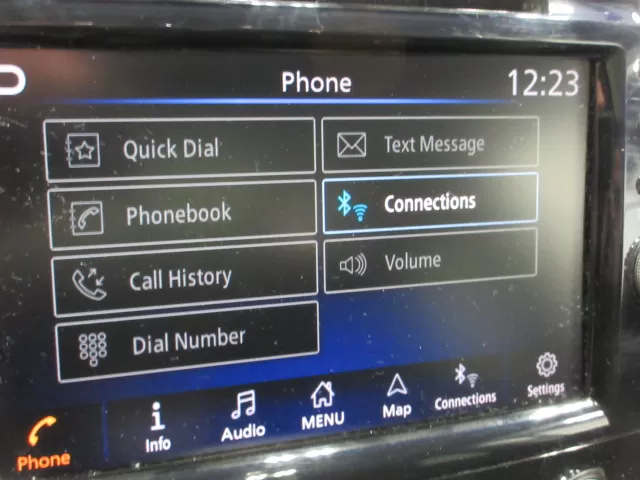 Phone
12:23
Quick Dial
Text Message
Phonebook
Connections
Call History
Volume
Dial Number
Phone
Info
Audio
MENU
Map
Connections
Settings